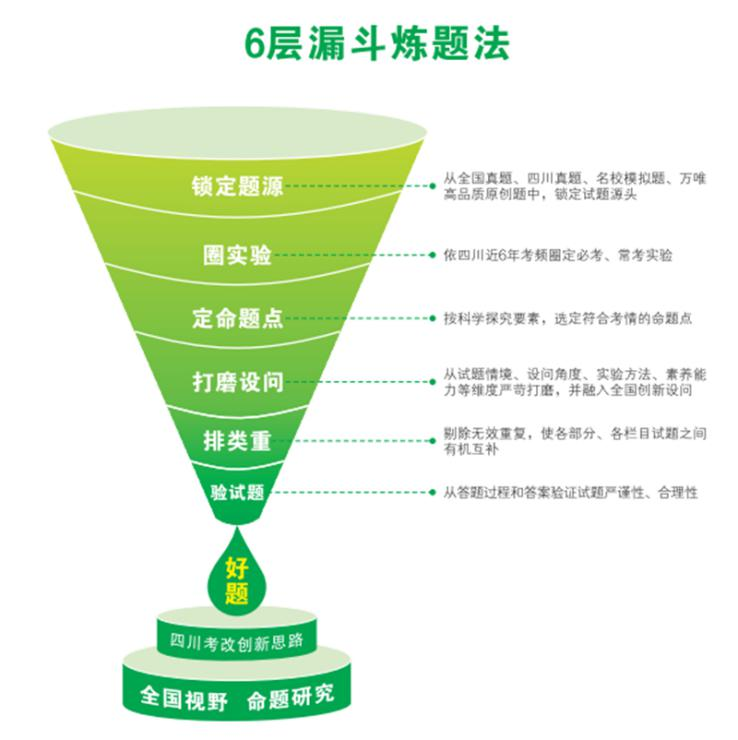 6层漏斗炼题法
锁定题源
从全国真题、四川真题、名校模拟题、万唯
高品质原创题中，锁定试题源头
圈实验
依四川近6年考频圈定必考、常考实验
定命题点
按科学探究要素，选定符合考情的命题点
打磨设问
从试题情境、设问角度、实验方法、素养能
力等维度严苛打磨，并融入全国创新设问
排类重
剔除无效重复，使各部分、各栏目试题之间
有机互补
验试题
从答题过程和答案验证试题严谨性、合理性
好
题
四川考改创新思路
全国视野 命题研究